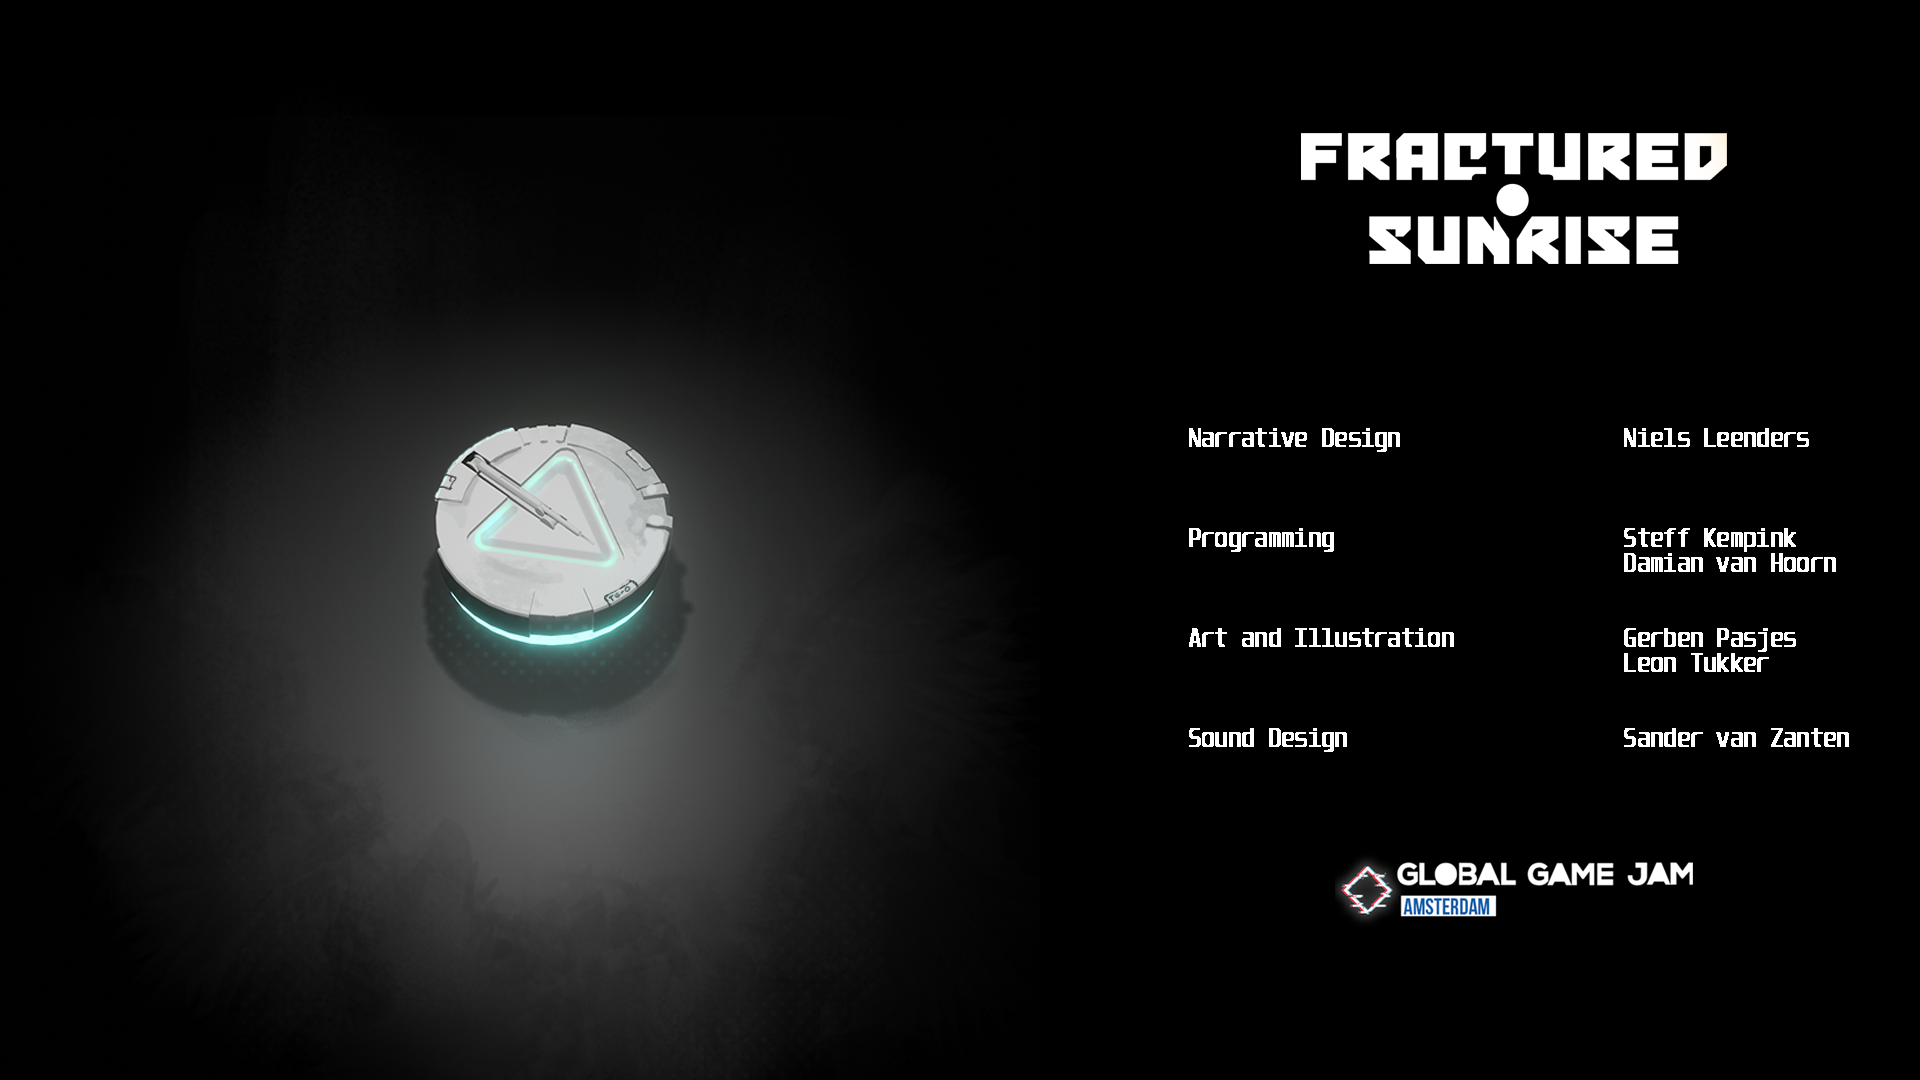 FRACTURED
SUNRISE
Narrative Design
Niels Leenders
Programming
Steff Kempink
Damian van Hoorn
Art and Illustration
Gerben Pasjes
Leon Tukker
Sound Design
Sander van Zanten
GLOBAL GAME JAM
AMSTERDAM